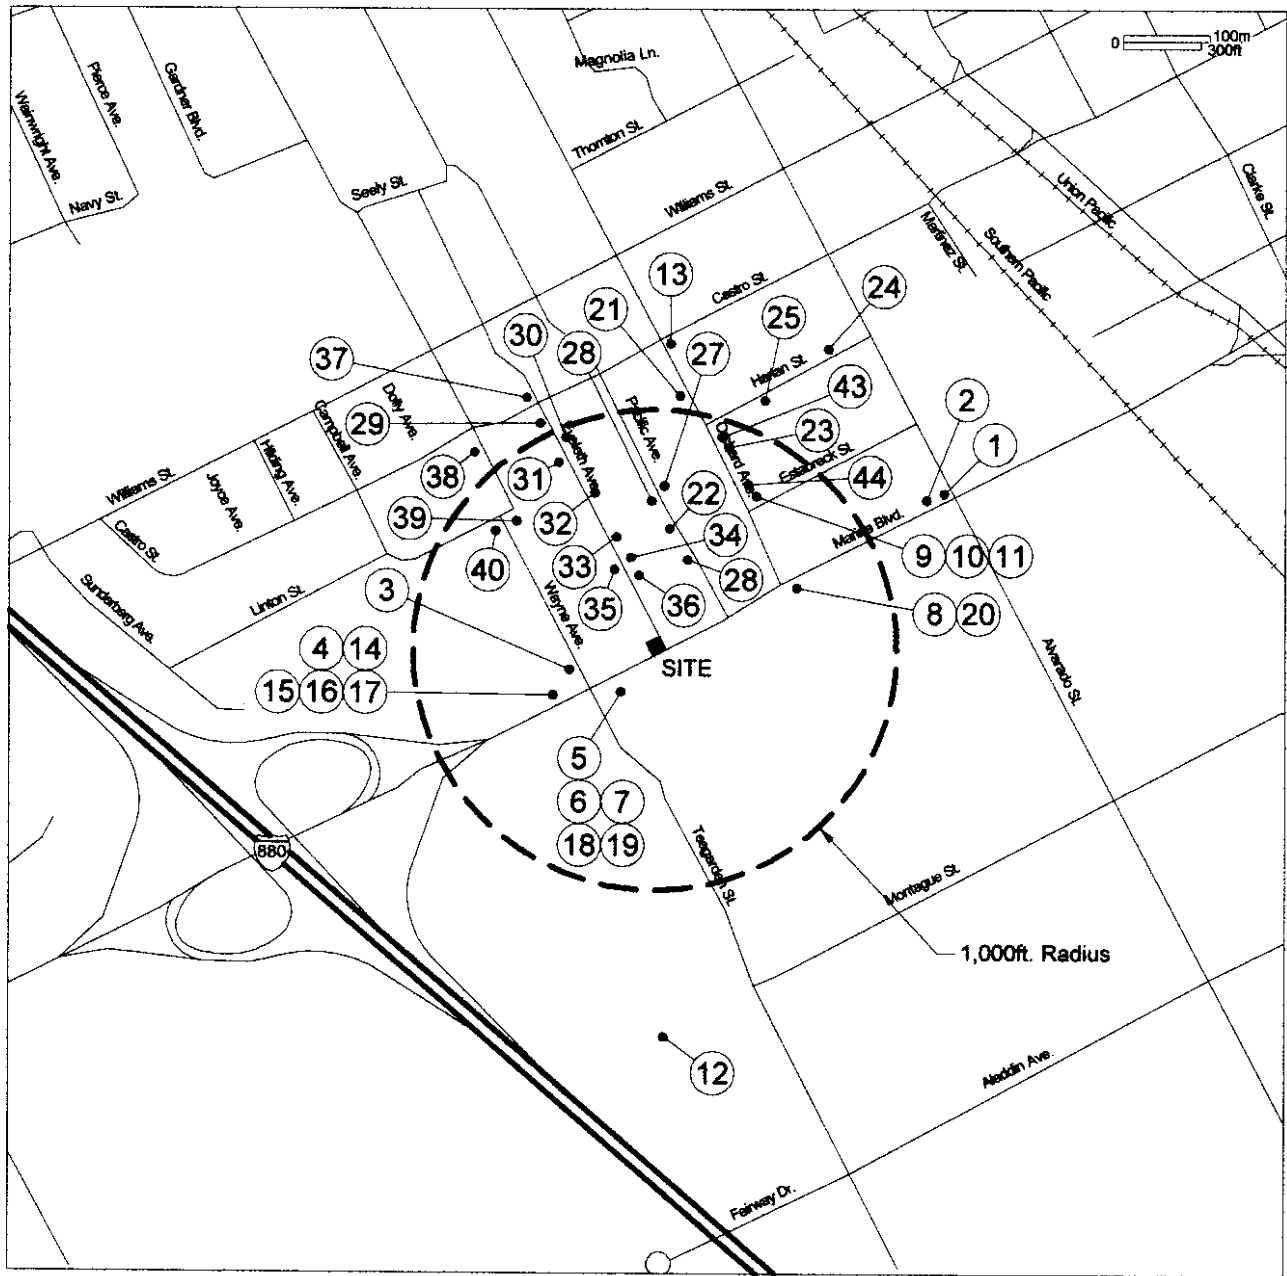 0 100m
300ft
Magnolia Ln.
Pierce Ave.
Gardner Blvd.
Wainwright Ave.
Thornton St.
Navy St.
Seely St.
Williams St.
Clarke St.
Union Pacific
Southern Pacific
Martinez St.
Castro St.
13
24
21
25
30
28
27
37
Harlan St.
43
2
Dolly Ave.
Pacific Ave.
29
Campbell Ave.
Orchard Ave.
23
1
38
31
Estabrook St.
44
Hilding Ave.
Williams St.
Joyce Ave.
39
32
22
34
Marina Blvd.
Castro St.
40
33
28
9 10 11
Sunderberg Ave.
Linton St.
3
Wayne Ave.
35
36
8 20
4 14
SITE
15 16 17
Alvarado St.
5
6 7
18 19
880
Teagarden St.
Montague St.
1,000ft. Radius
12
Aladdin Ave.
Fairway Dr.